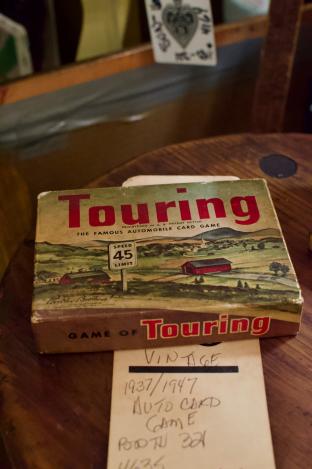 Touring
THE FAMOUS AUTOMOBILE CARD GAME
SPEED
45
LIMIT
GAME OF Touring
VINTAGE
1937/1947
AUTO CARD
GAME
BOOTH 321